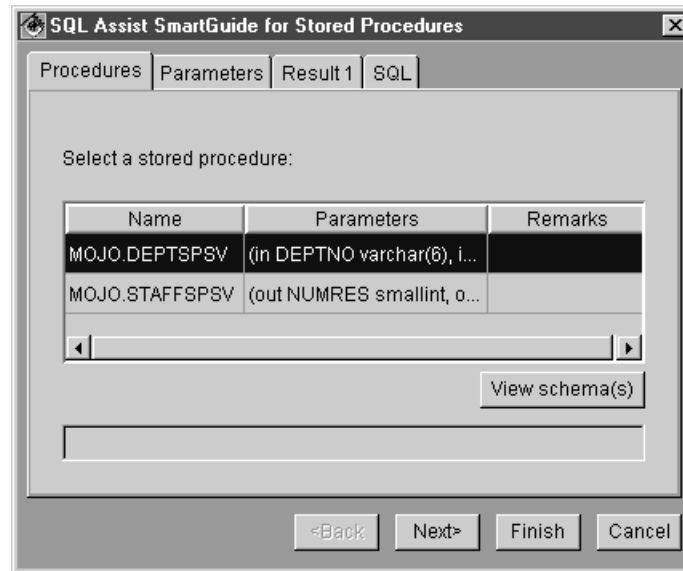 SQL Assist SmartGuide for Stored Procedures
Procedures Parameters Result 1 SQL
Select a stored procedure:
Name Parameters Remarks
MOJO.DEPTSPSV (in DEPTNO varchar(6), i...
MOJO.STAFFSPSV (out NUMRES smallint, o...
View schema(s)
<Back Next> Finish Cancel